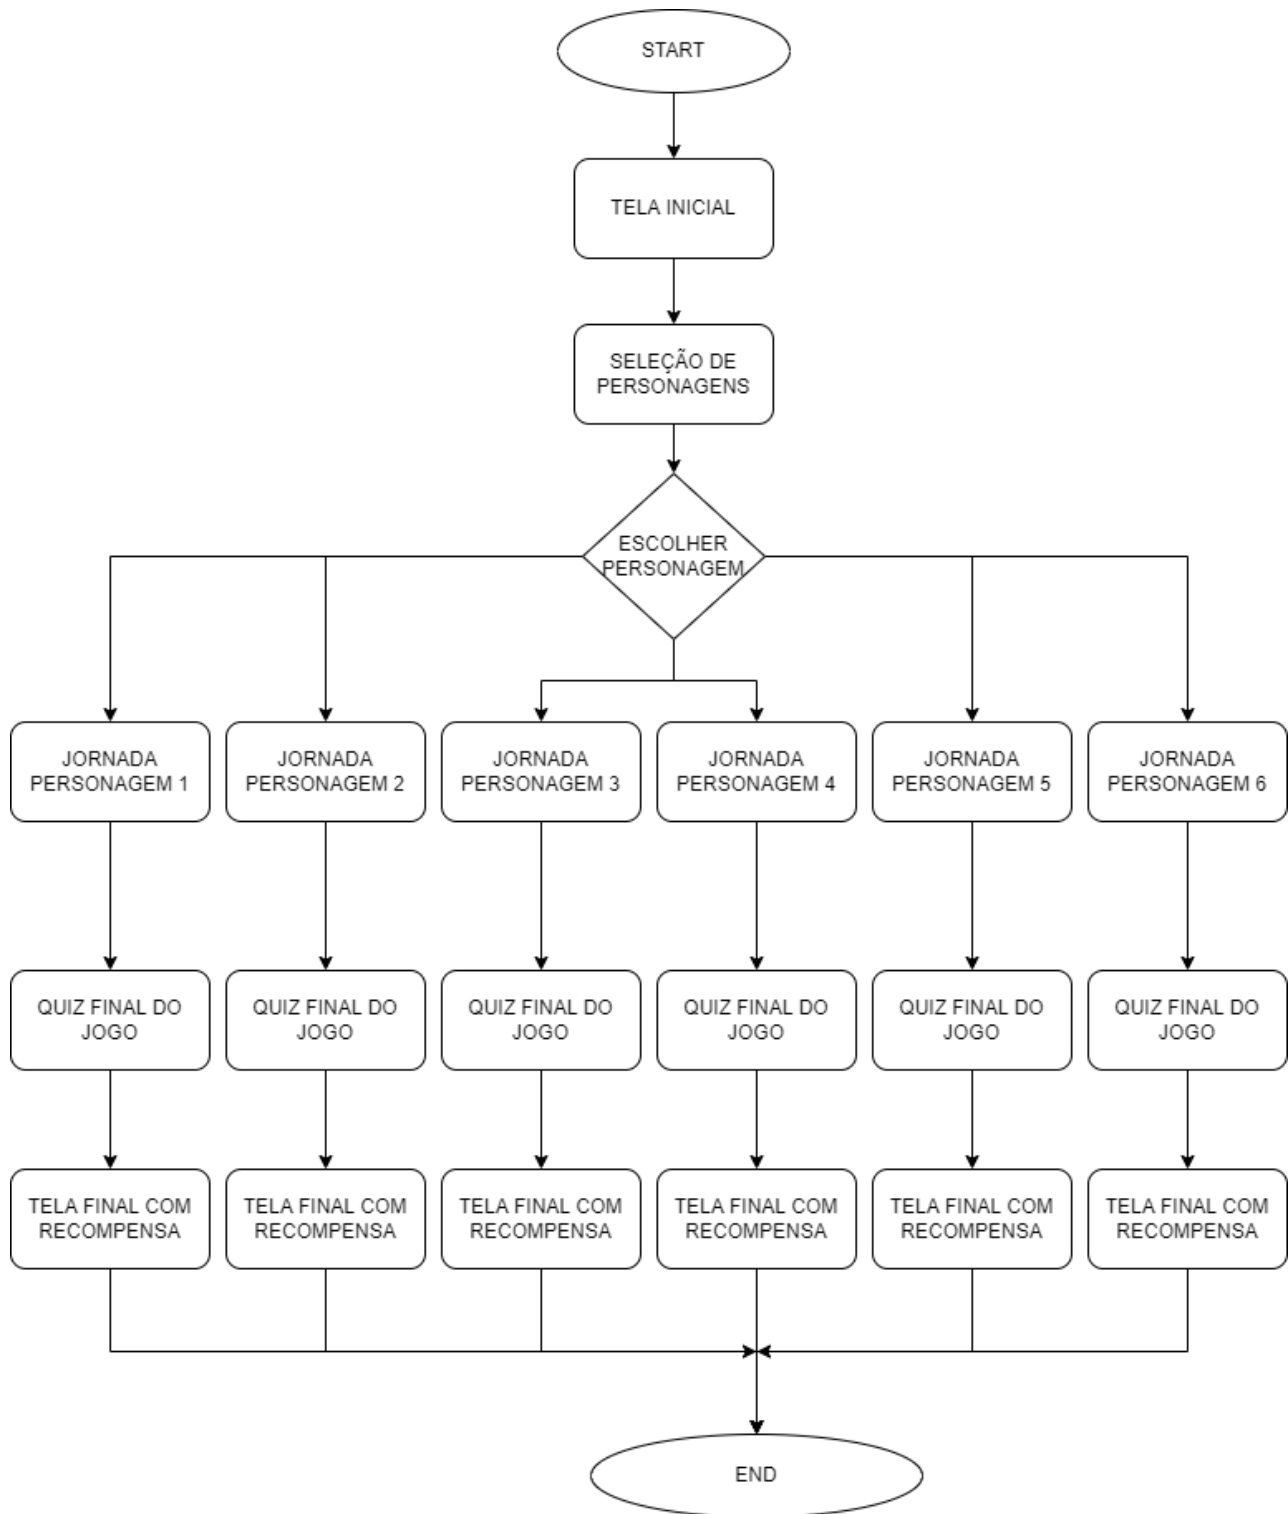 START
TELA INICIAL
SELEÇÃO DE
PERSONAGENS
ESCOLHER
PERSONAGEM
JORNADA
PERSONAGEM 1
JORNADA
PERSONAGEM 2
JORNADA
PERSONAGEM 3
JORNADA
PERSONAGEM 4
JORNADA
PERSONAGEM 5
JORNADA
PERSONAGEM 6
QUIZ FINAL DO
JOGO
QUIZ FINAL DO
JOGO
QUIZ FINAL DO
JOGO
QUIZ FINAL DO
JOGO
QUIZ FINAL DO
JOGO
QUIZ FINAL DO
JOGO
TELA FINAL COM
RECOMPENSA
TELA FINAL COM
RECOMPENSA
TELA FINAL COM
RECOMPENSA
TELA FINAL COM
RECOMPENSA
TELA FINAL COM
RECOMPENSA
TELA FINAL COM
RECOMPENSA
END